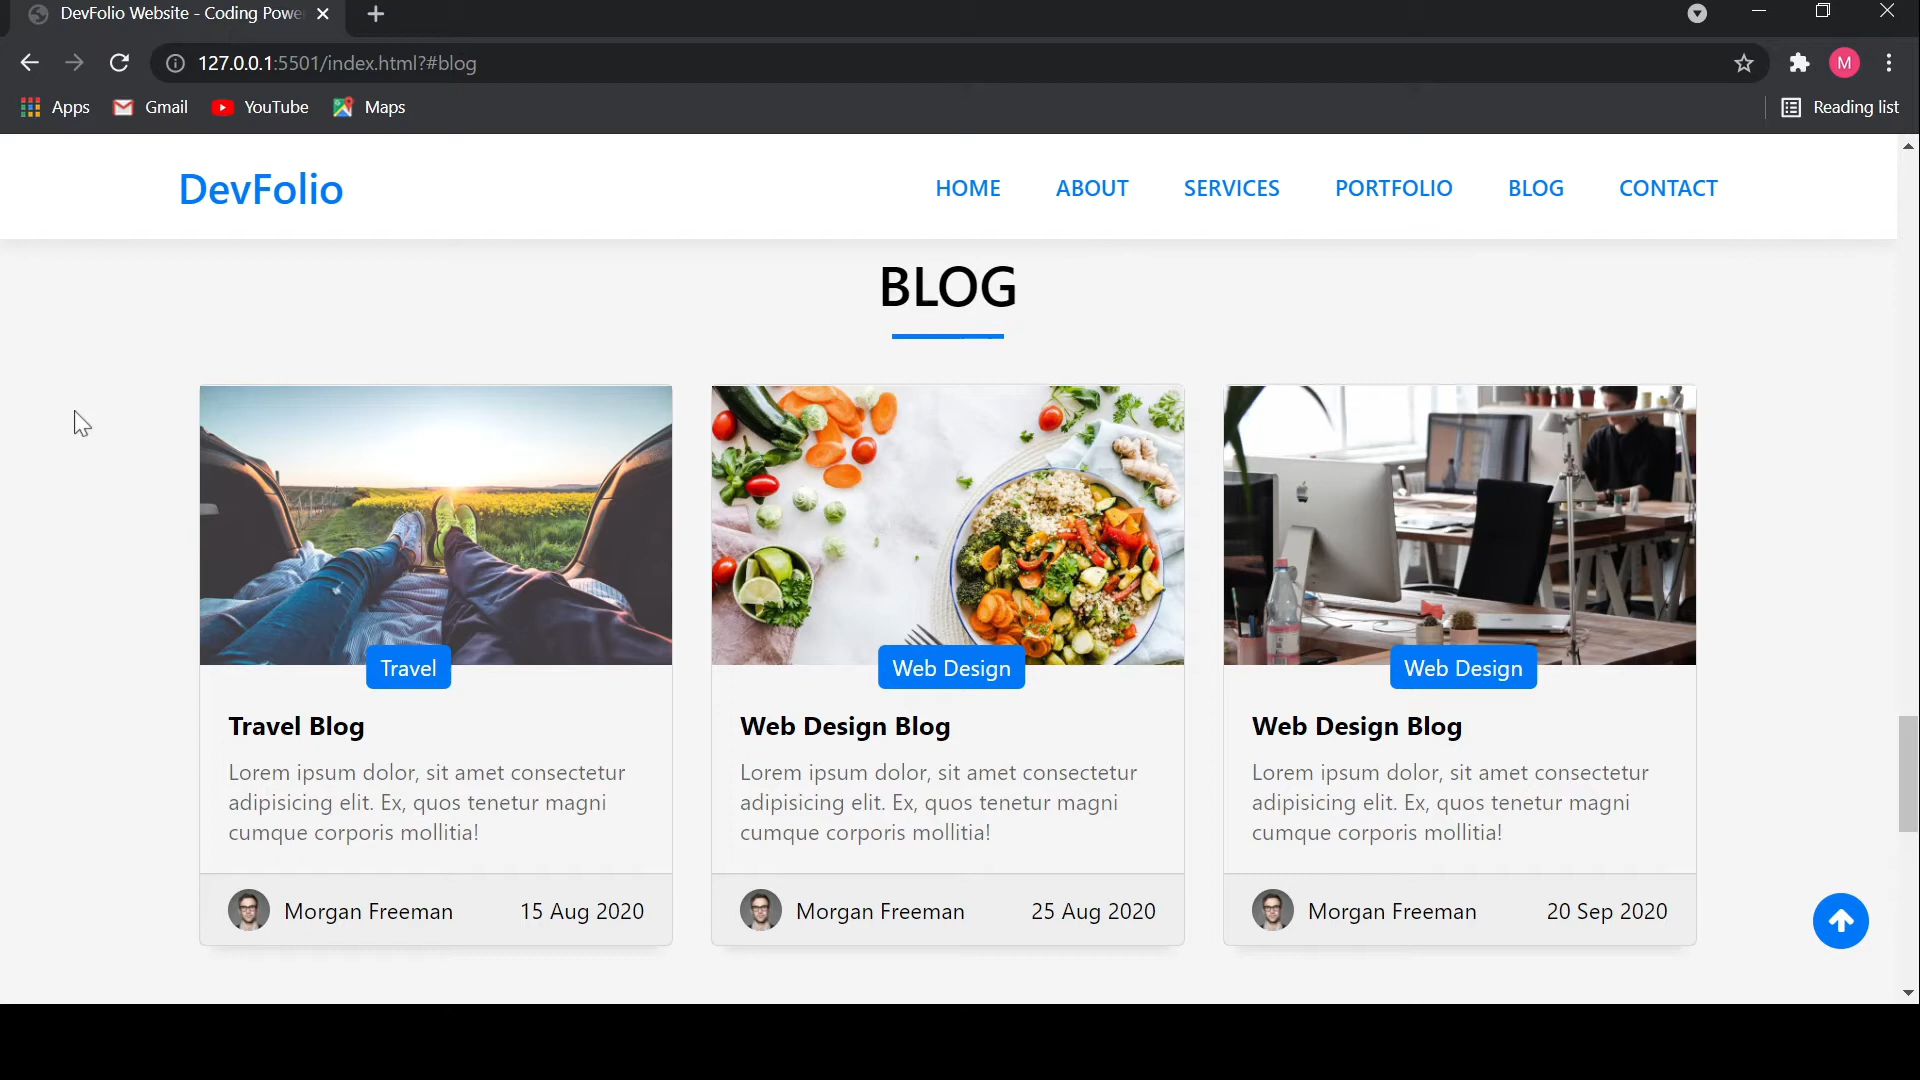 DevFolio Website - Coding Powe
127.0.0.1:5501/index.html?#blog
M
Apps
Gmail
YouTube
Maps
Reading list
DevFolio
HOME
ABOUT
SERVICES
PORTFOLIO
BLOG
CONTACT
BLOG
Travel
Travel Blog
Lorem ipsum dolor, sit amet consectetur
adipisicing elit. Ex, quos tenetur magni
cumque corporis mollitia!
Morgan Freeman
15 Aug 2020
Web Design
Web Design Blog
Lorem ipsum dolor, sit amet consectetur
adipisicing elit. Ex, quos tenetur magni
cumque corporis mollitia!
Morgan Freeman
25 Aug 2020
Web Design
Web Design Blog
Lorem ipsum dolor, sit amet consectetur
adipisicing elit. Ex, quos tenetur magni
cumque corporis mollitia!
Morgan Freeman
20 Sep 2020